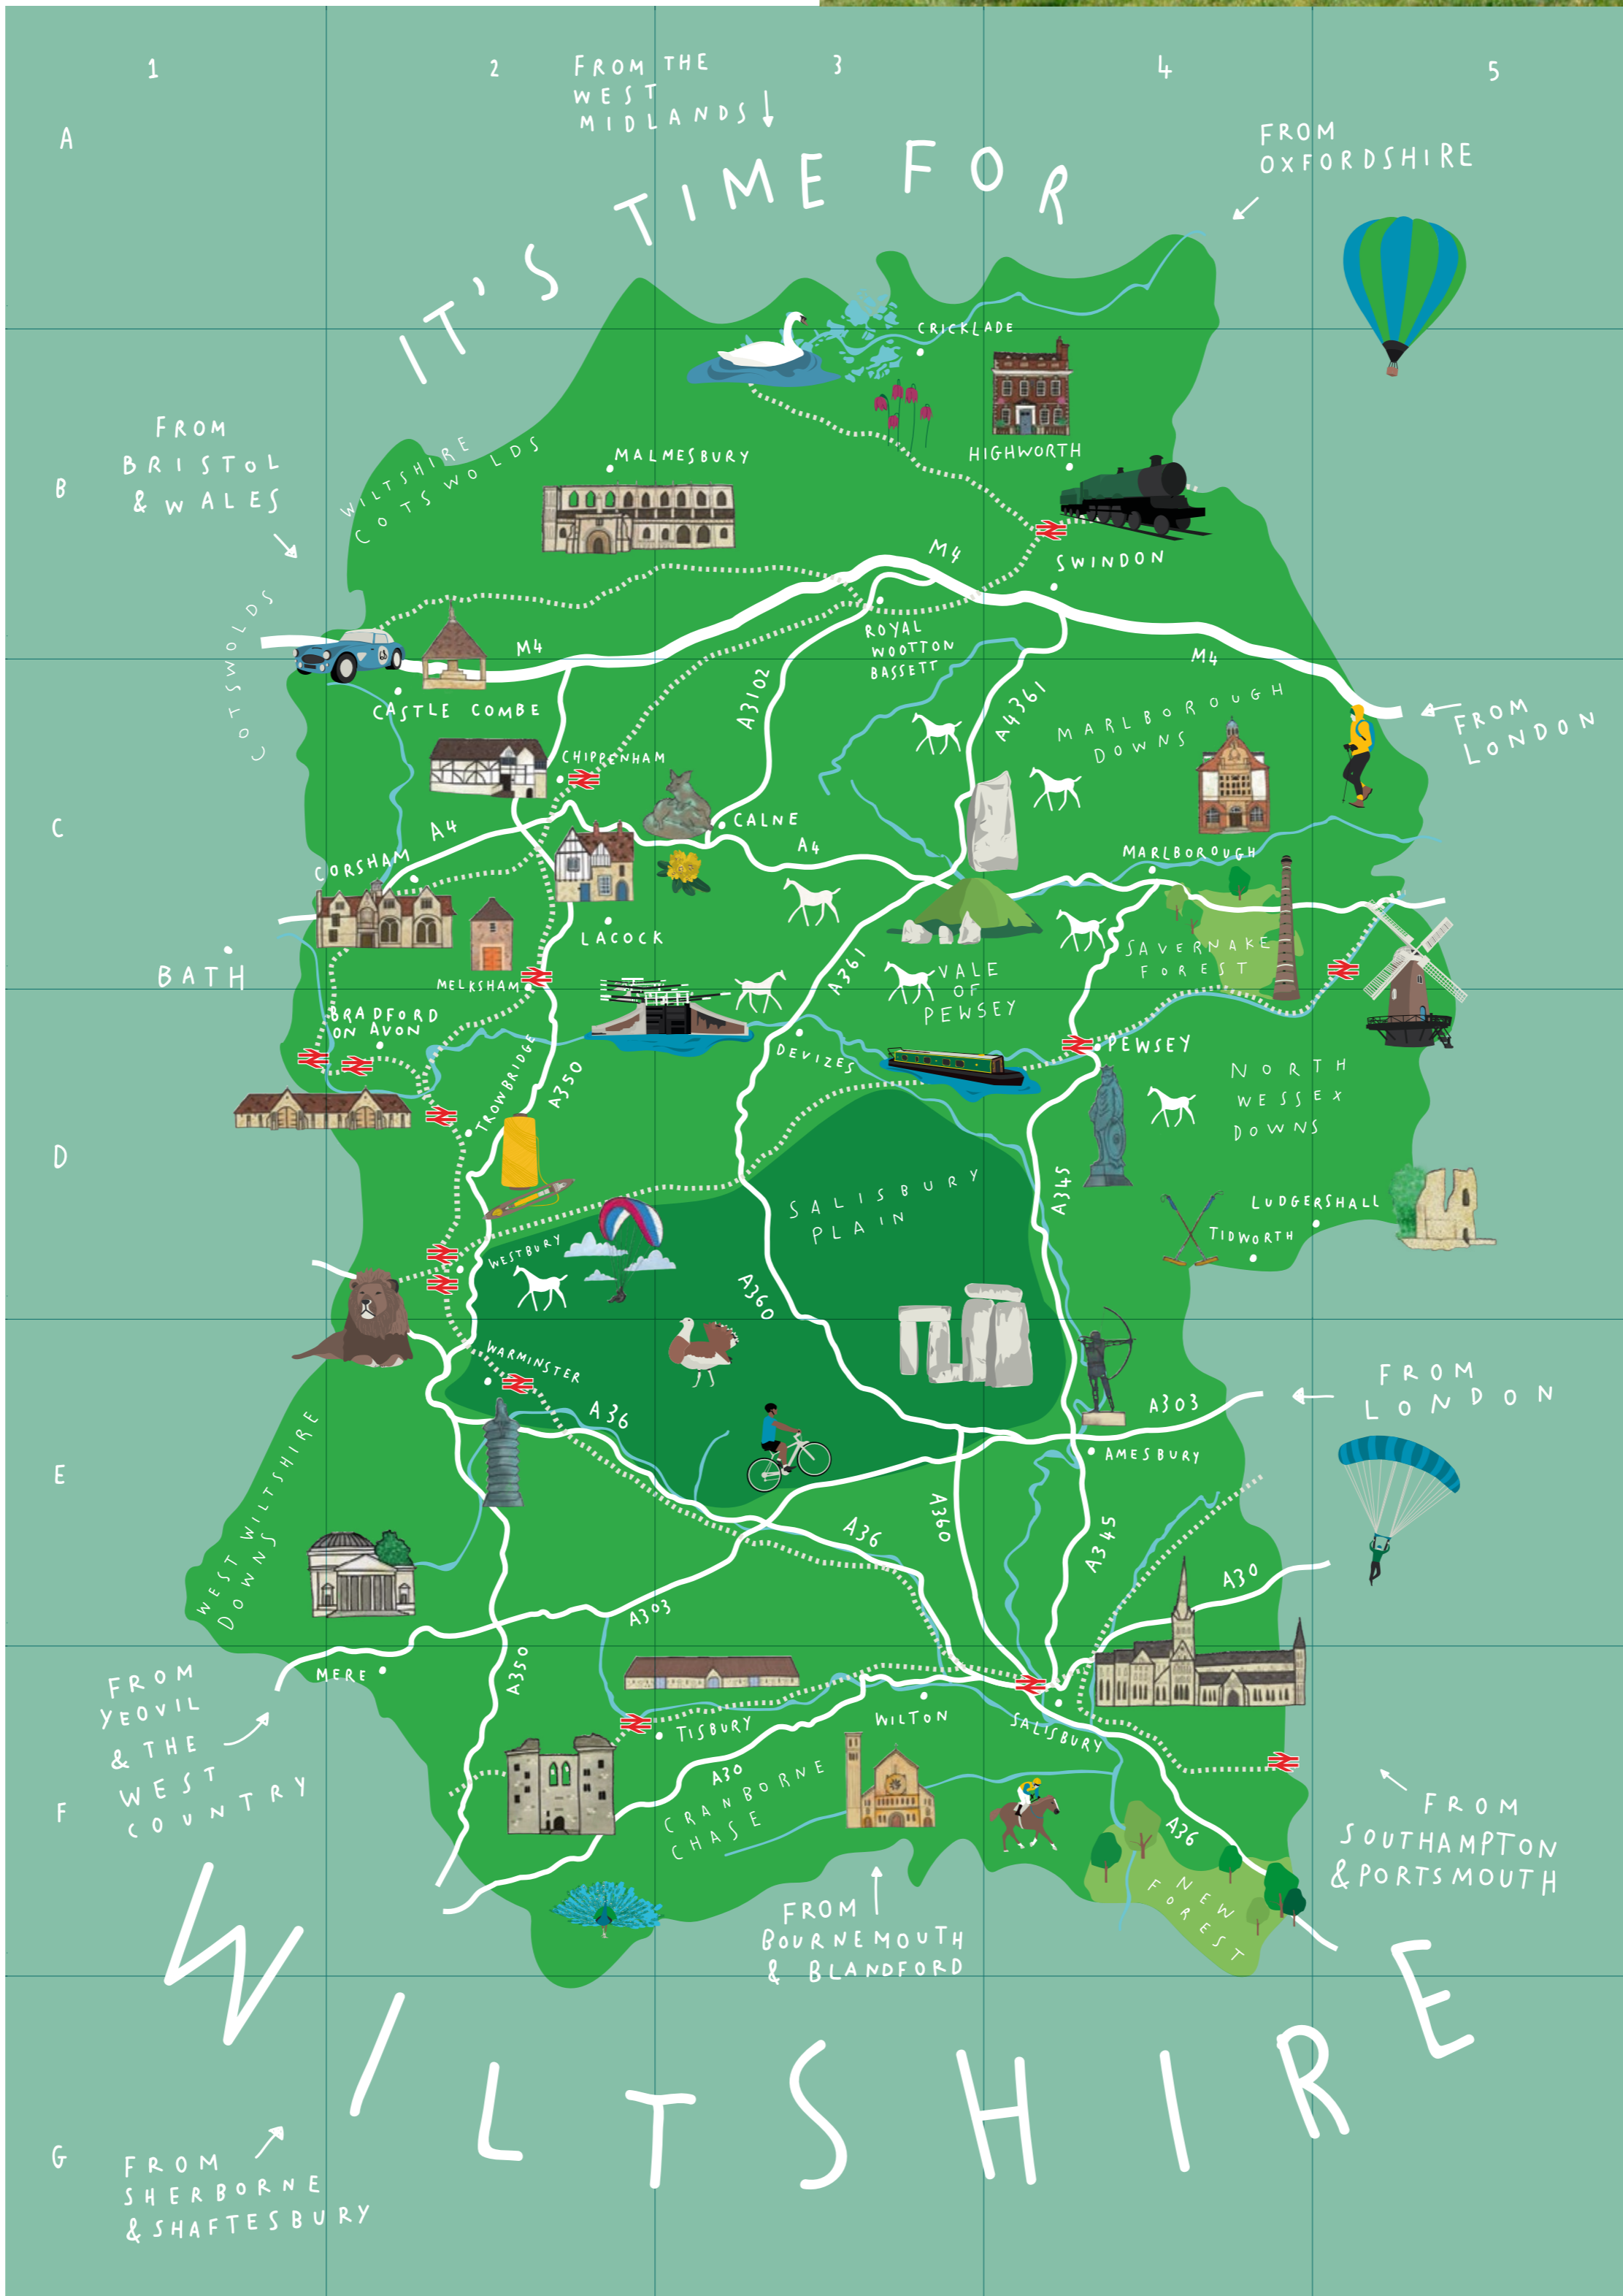 1 2 3 4 5
FROM THE
WEST
MIDLANDS
A
FROM
OXFORDSHIRE
IT'S TIME FOR
CRICKLADE
FROM
BRISTOL
& WALES
WILTSHIRE
COTSWOLDS
MALMESBURY
HIGHWORTH
B
M4
SWINDON
COTSWOLDS
ROYAL
WOOTTON
BASSETT
M4
M4
CASTLE COMBE
A3102
A4361
MARLBOROUGH
DOWNS
FROM
LONDON
CHIPPENHAM
C
A4
CALNE
A4
CORSHAM
MARLBOROUGH
LACOCK
SAVERNAKE
FOREST
BATH
MELKSHAM
A361
VALE
OF
PEWSEY
BRADFORD
ON AVON
DEVIZES
PEWSEY
TROWBRIDGE
A350
NORTH
WESSEX
DOWNS
D
SALISBURY
PLAIN
A345
LUDGERSHALL
TIDWORTH
WESTBURY
A360
WARMINSTER
FROM
LONDON
A36
A303
AMESBURY
E
WEST WILTSHIRE
DOWNS
A36
A360
A345
A30
A303
MERE
A350
FROM
YEOVIL
& THE
WEST
COUNTRY
TISBURY
WILTON
SALISBURY
A30
CRANBORNE
CHASE
F
A36
FROM
SOUTHAMPTON
& PORTSMOUTH
NEW
FOREST
FROM
BOURNEMOUTH
& BLANDFORD
WILTSHIRE
G
FROM
SHERBORNE
& SHAFTESBURY